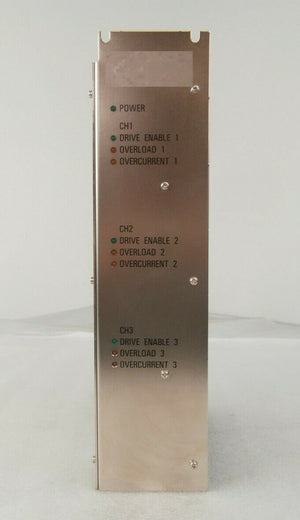 POWER
CH1
DRIVE ENABLE 1
OVERLOAD 1
OVERCURRENT 1
CH2
DRIVE ENABLE 2
OVERLOAD 2
OVERCURRENT 2
CH3
DRIVE ENABLE 3
OVERLOAD 3
OVERCURRENT 3